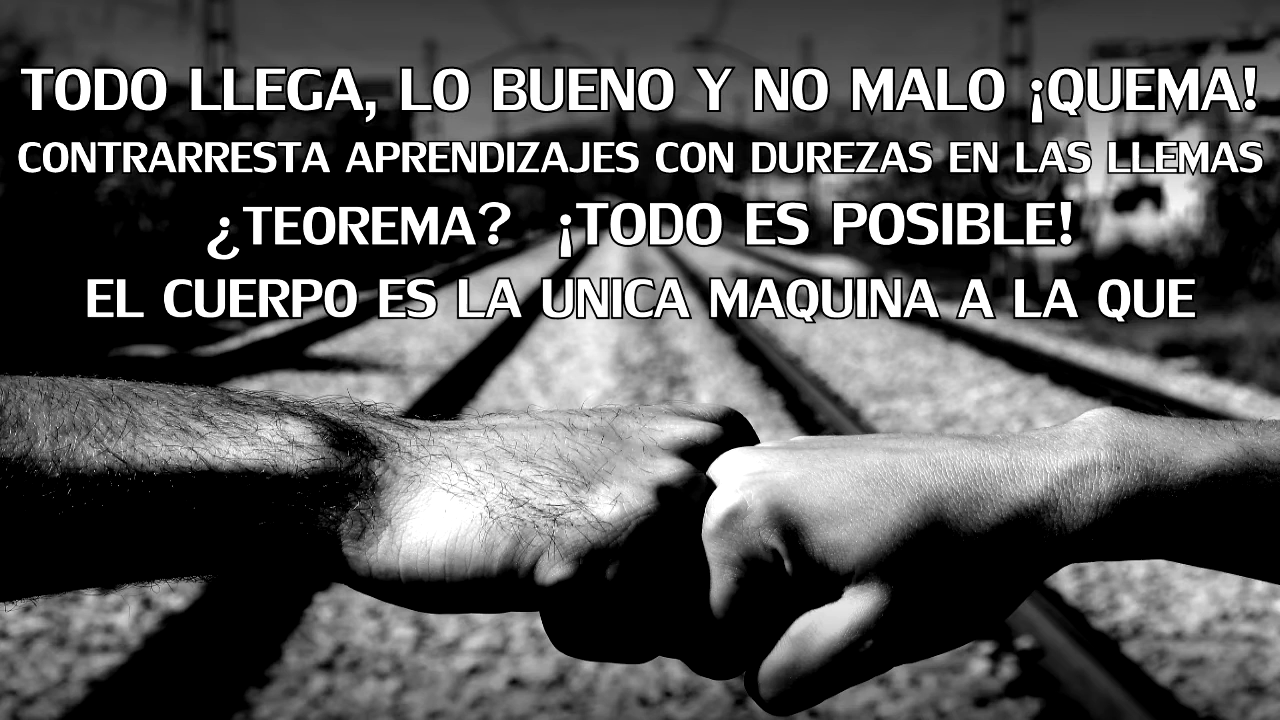 TODO LLEGA, LO BUENO Y NO MALO ¡QUEMA!
CONTRARRESTA APRENDIZAJES CON DUREZAS EN LAS LLEMAS
¿TEOREMA? ¡TODO ES POSIBLE!
EL CUERPO ES LA UNICA MAQUINA A LA QUE